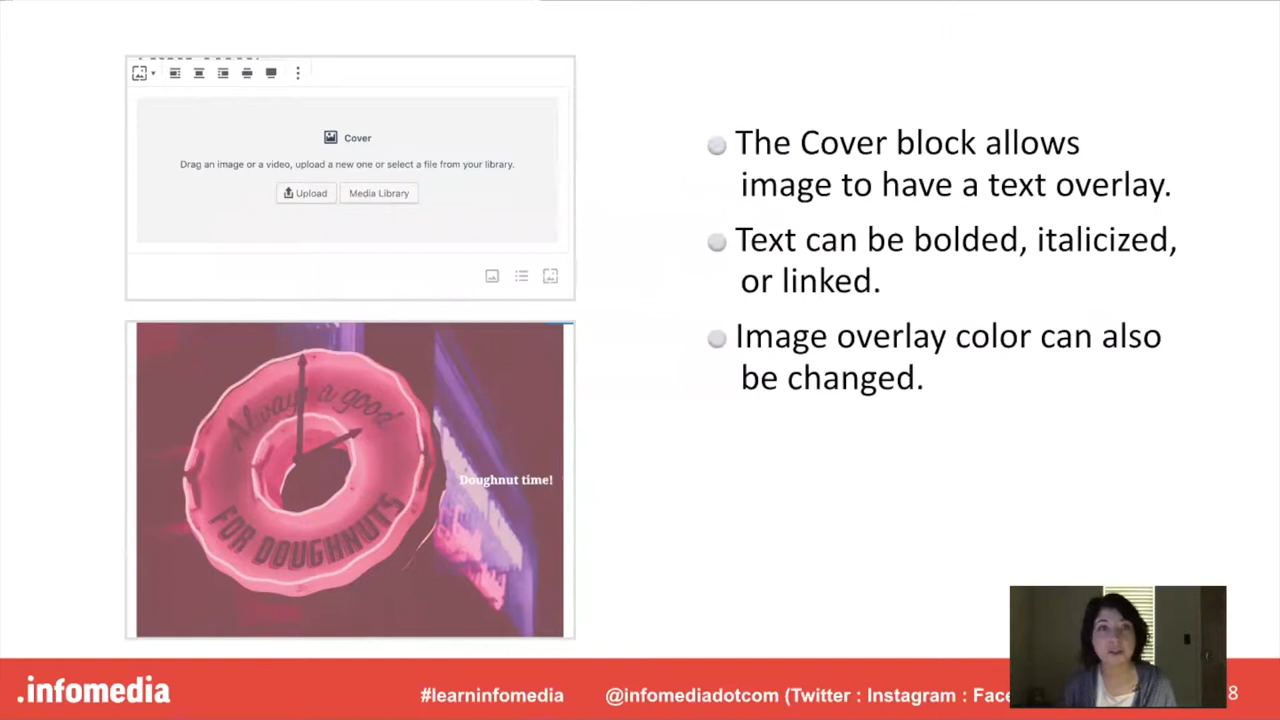 Cover
Drag an image or a video, upload a new one or select a file from your library.
Upload Media Library
Always a good
FOR DOUGHNUTS
Doughnut time!
The Cover block allows
image to have a text overlay.
Text can be bolded, italicized,
or linked.
Image overlay color can also
be changed.
.infomedia
#learninfomedia @infomediadotcom (Twitter : Instagram : Face
8